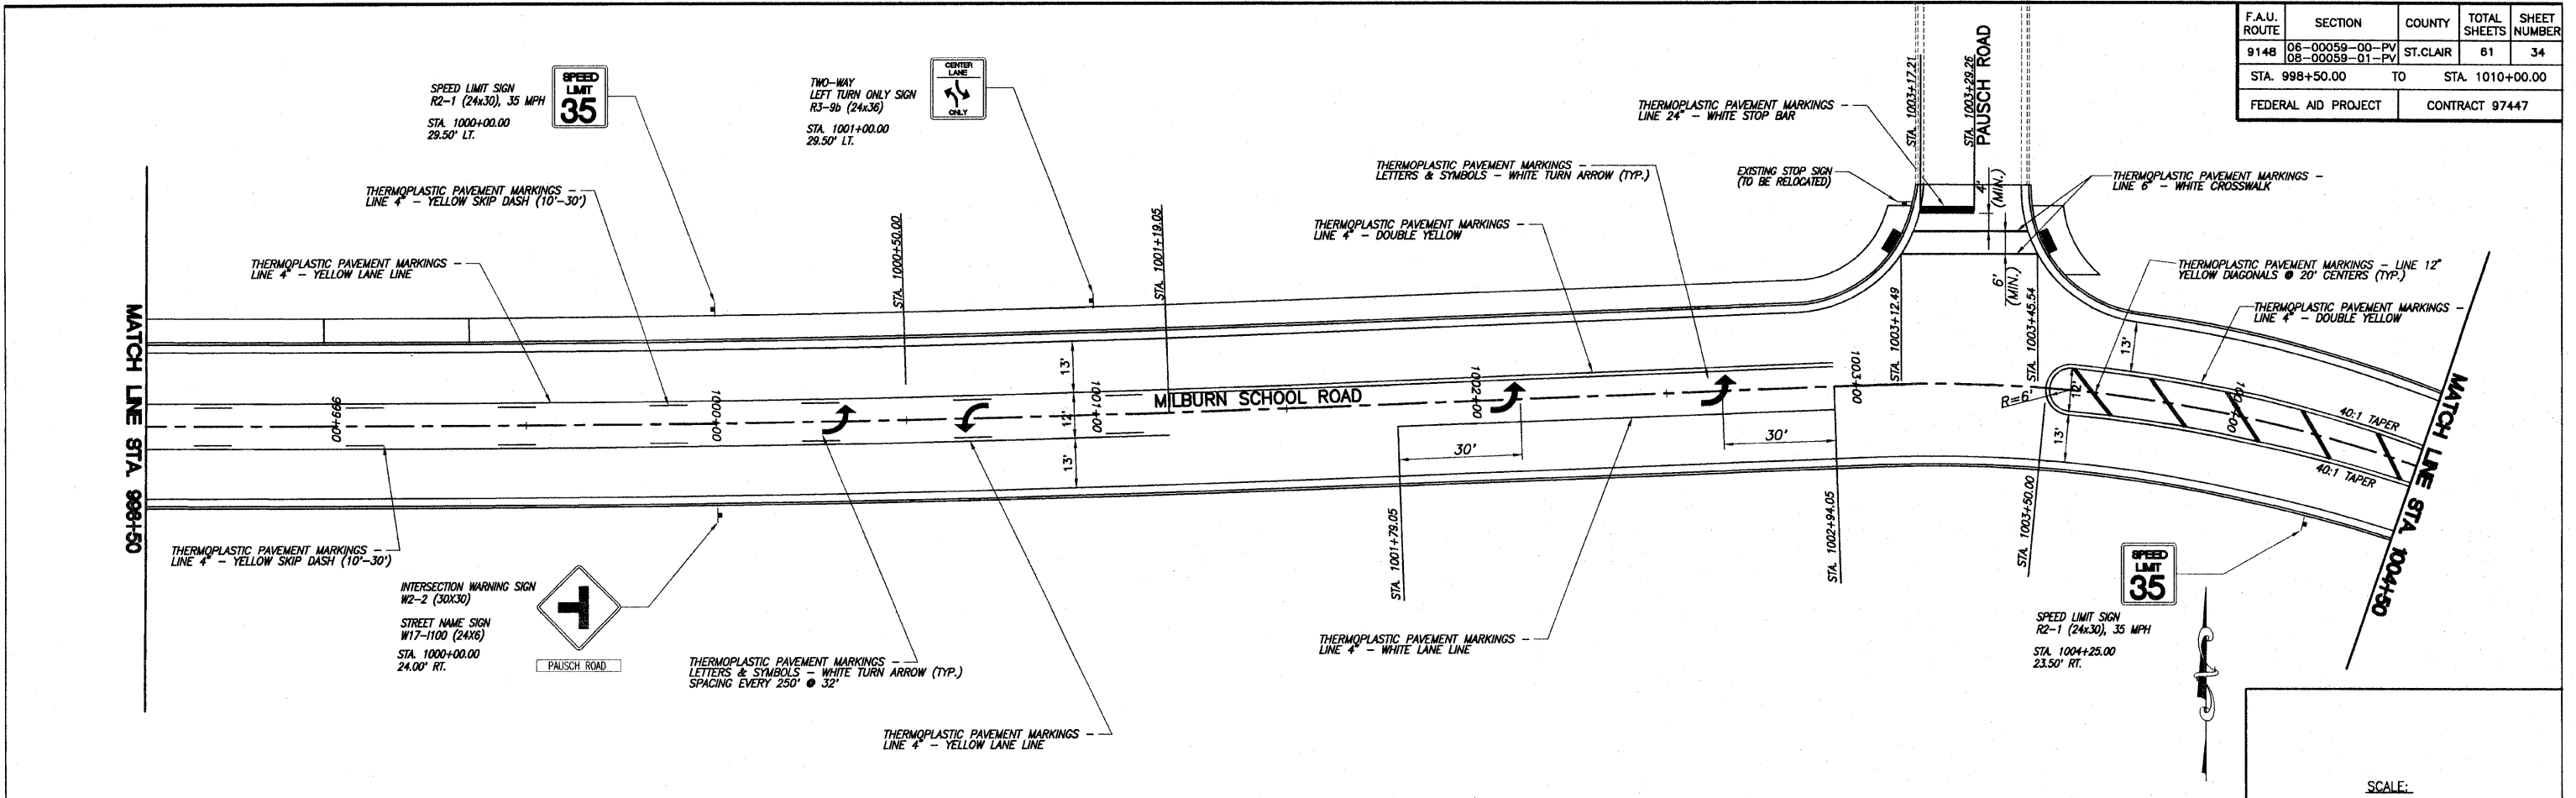 F.A.U. ROUTE SECTION COUNTY TOTAL SHEETS SHEET NUMBER
9148 06-00059-00-PV 08-00059-01-PV ST.CLAIR 61 34
STA. 998+50.00 TO STA. 1010+00.00
FEDERAL AID PROJECT CONTRACT 97447
SPEED LIMIT SIGN
R2-1 (24x30), 35 MPH
STA. 1000+00.00
29.50' LT.
SPEED
LIMIT
35
TWO-WAY
LEFT TURN ONLY SIGN
R3-9b (24x36)
STA. 1001+00.00
29.50' LT.
CENTER
LANE
ONLY
THERMOPLASTIC PAVEMENT MARKINGS -
LINE 4" - YELLOW SKIP DASH (10'-30')
THERMOPLASTIC PAVEMENT MARKINGS -
LINE 4" - YELLOW LANE LINE
STA. 1000+50.00
STA. 1001+19.05
THERMOPLASTIC PAVEMENT MARKINGS -
LETTERS & SYMBOLS - WHITE TURN ARROW (TYP.)
THERMOPLASTIC PAVEMENT MARKINGS -
LINE 4" - DOUBLE YELLOW
THERMOPLASTIC PAVEMENT MARKINGS -
LINE 24" - WHITE STOP BAR
EXISTING STOP SIGN
(TO BE RELOCATED)
STA. 1003+17.21
STA. 1003+29.26
PAUSCH ROAD
4'
(MIN.)
THERMOPLASTIC PAVEMENT MARKINGS -
LINE 6" - WHITE CROSSWALK
6'
(MIN.)
THERMOPLASTIC PAVEMENT MARKINGS - LINE 12"
YELLOW DIAGONALS @ 20' CENTERS (TYP.)
THERMOPLASTIC PAVEMENT MARKINGS -
LINE 4" - DOUBLE YELLOW
STA. 1003+12.49
STA. 1003+45.54
MATCH LINE STA. 998+50
999+00
1000+00
1001+00
13'
12'
13'
MILBURN SCHOOL ROAD
1002+00
1003+00
30'
30'
R=6'
13'
12'
13'
1004+00
40:1 TAPER
40:1 TAPER
MATCH LINE STA. 1004+50
STA. 1001+79.05
STA. 1002+94.05
STA. 1003+50.00
THERMOPLASTIC PAVEMENT MARKINGS -
LINE 4" - YELLOW SKIP DASH (10'-30')
INTERSECTION WARNING SIGN
W2-2 (30X30)
STREET NAME SIGN
W17-I100 (24X6)
STA. 1000+00.00
24.00' RT.
PAUSCH ROAD
THERMOPLASTIC PAVEMENT MARKINGS -
LETTERS & SYMBOLS - WHITE TURN ARROW (TYP.)
SPACING EVERY 250' @ 32'
THERMOPLASTIC PAVEMENT MARKINGS -
LINE 4" - YELLOW LANE LINE
THERMOPLASTIC PAVEMENT MARKINGS -
LINE 4" - WHITE LANE LINE
SPEED
LIMIT
35
SPEED LIMIT SIGN
R2-1 (24x30), 35 MPH
STA. 1004+25.00
23.50' RT.
SCALE: